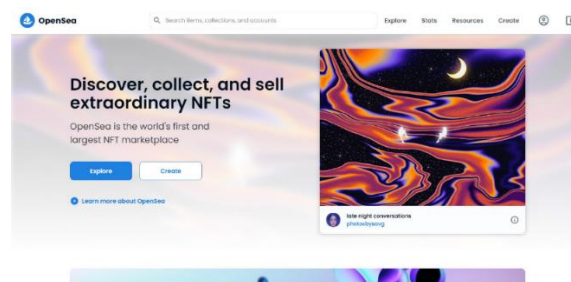 OpenSea
Search items, collections, and accounts
Explore Stats Resources Create
Discover, collect, and sell
extraordinary NFTs
OpenSea is the world's first and
largest NFT marketplace
Explore Create
Learn more about OpenSea
late night conversations
photosbywong